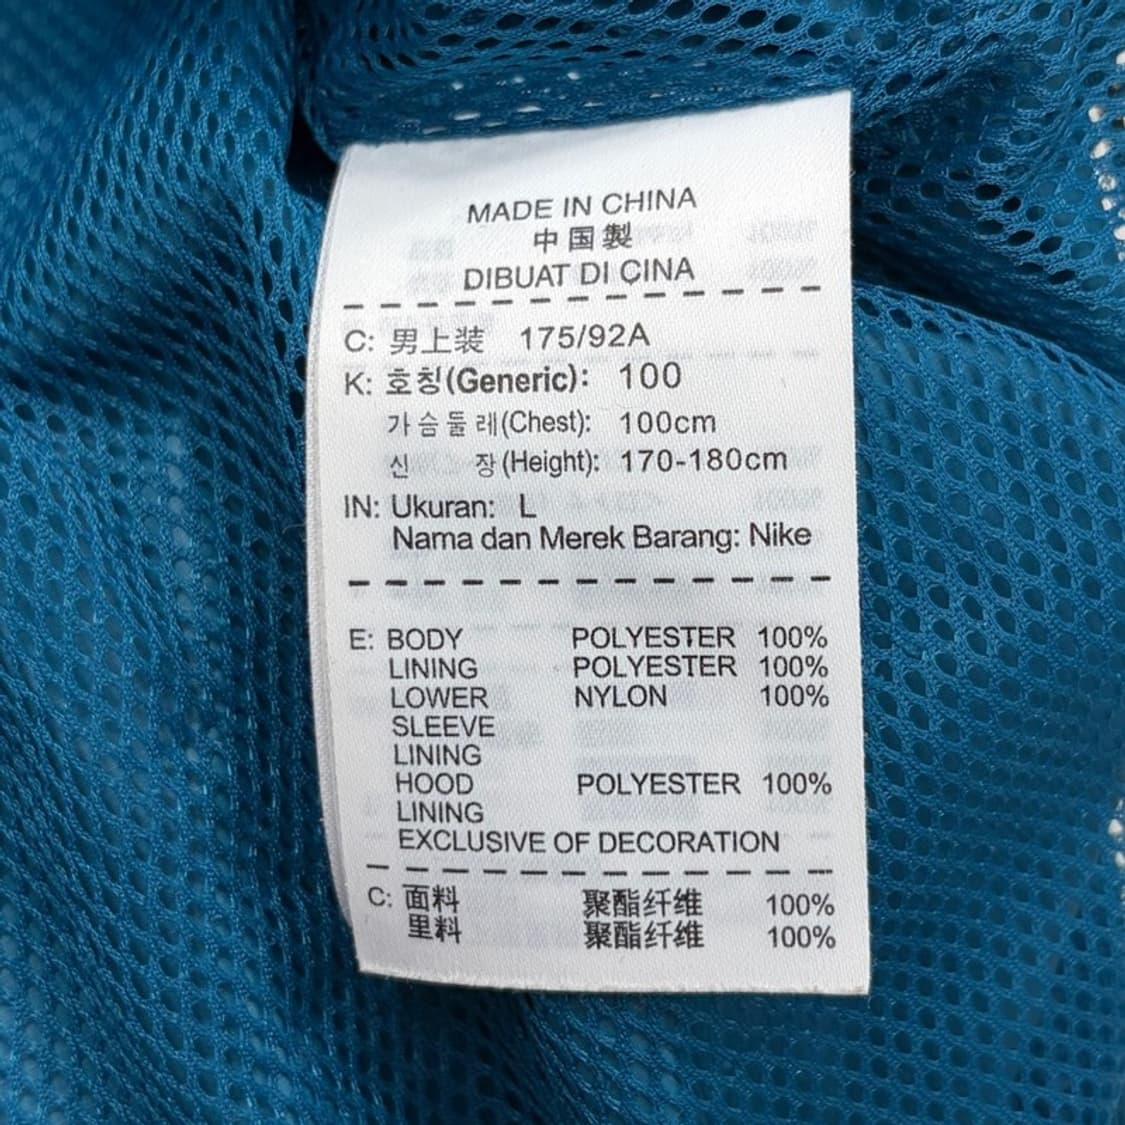 MADE IN CHINA
中国製
DIBUAT DI CINA
C: 男上装 175/92A
K: 호칭(Generic): 100
가슴둘레(Chest): 100cm
신 장(Height): 170-180cm
IN: Ukuran: L
Nama dan Merek Barang: Nike
E: BODY POLYESTER 100%
LINING POLYESTER 100%
LOWER NYLON 100%
SLEEVE
LINING
HOOD POLYESTER 100%
LINING
EXCLUSIVE OF DECORATION
C: 面料 聚酯纤维 100%
里料 聚酯纤维 100%